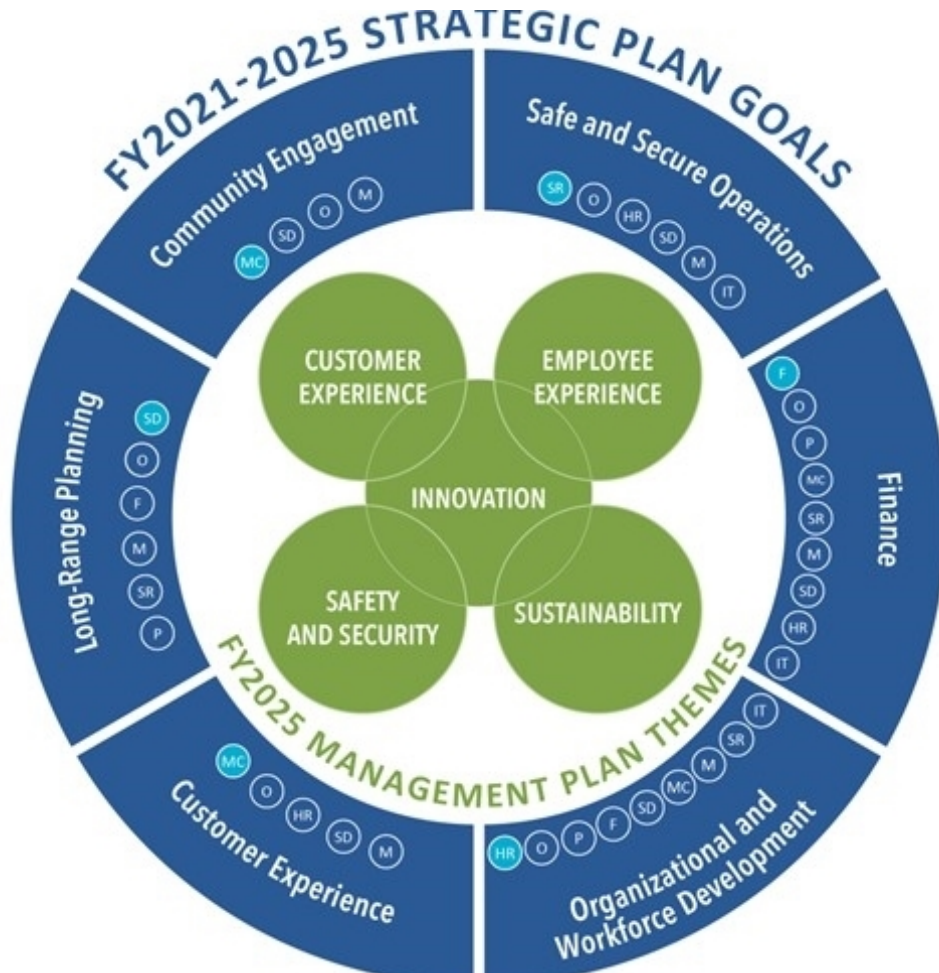 FY2021-2025 STRATEGIC PLAN GOALS
Community Engagement
MC
SD
O
M
Safe and Secure Operations
SR
O
HR
SD
M
IT
Finance
F
O
P
MC
SR
M
SD
HR
IT
Organizational and
Workforce Development
HR
O
P
F
SD
MC
M
SR
IT
Customer Experience
MC
O
HR
SD
M
Long-Range Planning
SD
O
F
M
SR
P
CUSTOMER
EXPERIENCE
EMPLOYEE
EXPERIENCE
INNOVATION
SAFETY
AND SECURITY
SUSTAINABILITY
FY2025 MANAGEMENT PLAN THEMES